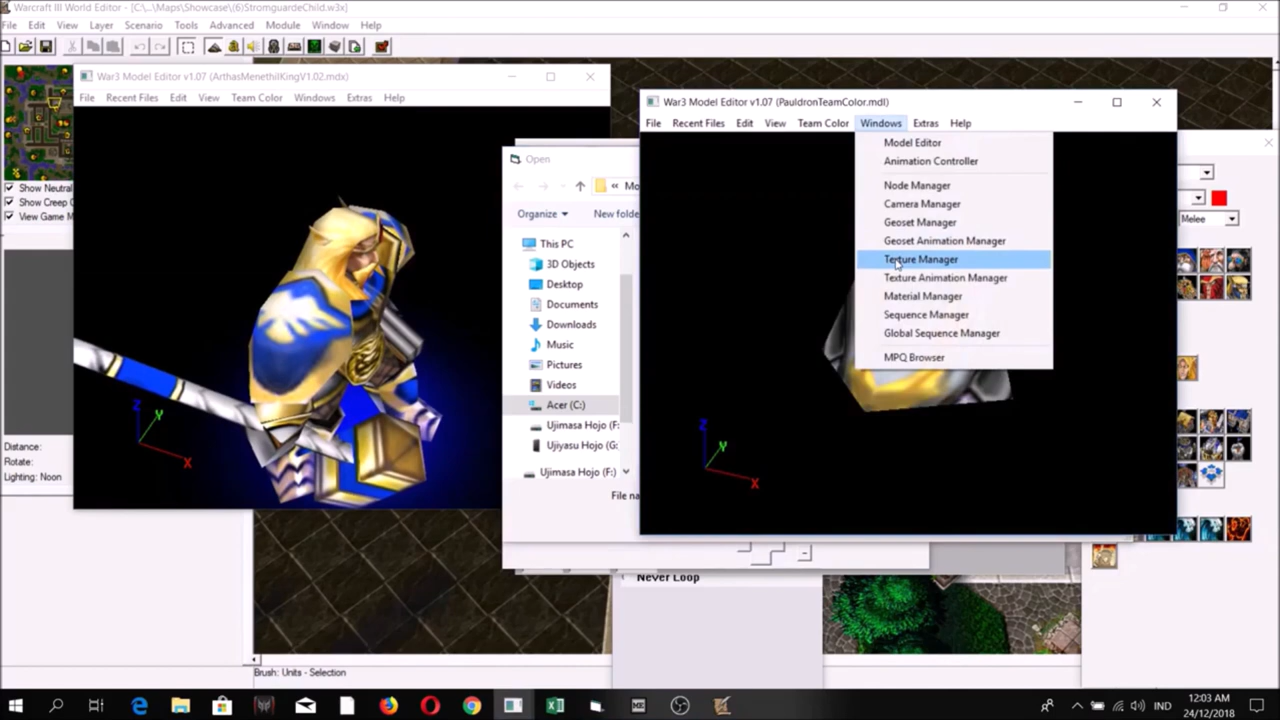 Warcraft III World Editor - [C:\...\Maps\Showcase\(6)StromguardeChild.w3x]
File Edit View Layer Scenario Tools Advanced Module Window Help
War3 Model Editor v1.07 (ArthasMenethilKingV1.02.mdx)
File Recent Files Edit View Team Color Windows Extras Help
War3 Model Editor v1.07 (PauldronTeamColor.mdl)
File Recent Files Edit View Team Color Windows Extras Help
Model Editor
Animation Controller
Node Manager
Camera Manager
Geoset Manager
Geoset Animation Manager
Texture Manager
Texture Animation Manager
Material Manager
Sequence Manager
Global Sequence Manager
MPQ Browser
Open
« Mo
Organize
New folde
This PC
3D Objects
Desktop
Documents
Downloads
Music
Pictures
Videos
Acer (C:)
Ujimasa Hojo (F:
Ujiyasu Hojo (G:
Ujimasa Hojo (F:)
File na
Show Neutral
Show Creep C
View Game M
Distance:
Rotate:
Lighting: Noon
Z
Y
X
Z
Y
X
Melee
Never Loop
Brush: Units - Selection
ME
IND
12:03 AM
24/12/2018